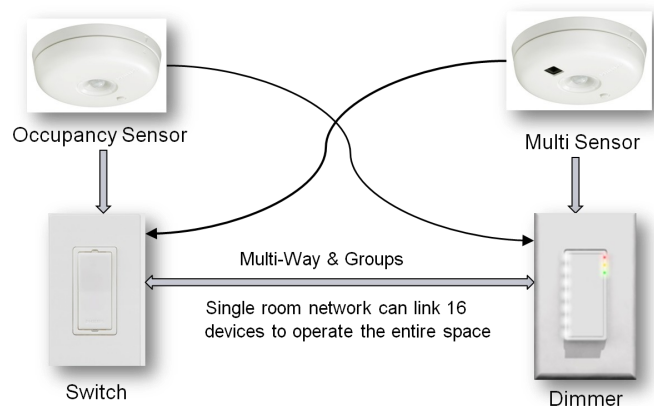 Occupancy Sensor
Multi Sensor
Multi-Way & Groups
Single room network can link 16
devices to operate the entire space
Switch
Dimmer